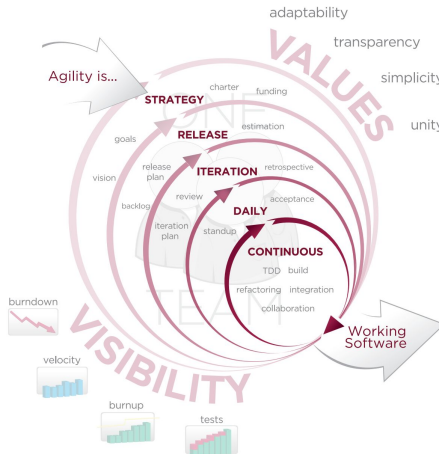 adaptability
transparency
simplicity
unity
VALUES
Agility is...
charter
funding
STRATEGY
ONE
goals
estimation
RELEASE
vision
release
plan
retrospective
ITERATION
review
backlog
acceptance
DAILY
iteration
plan
standup
CONTINUOUS
TDD
build
refactoring
integration
collaboration
TEAM
Working
Software
VISIBILITY
burndown
velocity
burnup
tests